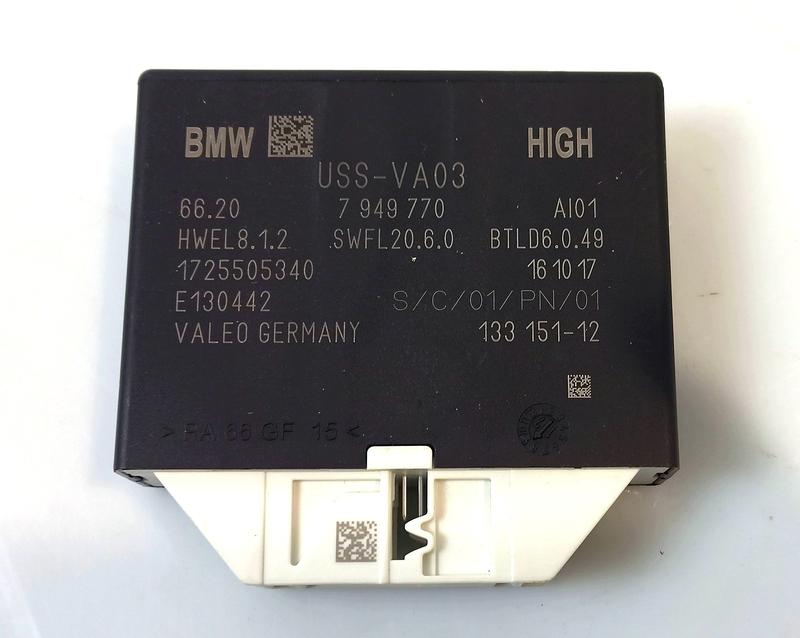 BMW HIGH
USS-VA03
66.20 7 949 770 AI01
HWEL8.1.2 SWFL20.6.0 BTLD6.0.49
1725505340 16 10 17
E130442 S/C/01/PN/01
VALEO GERMANY 133 151-12
>PA 66 GF 15<